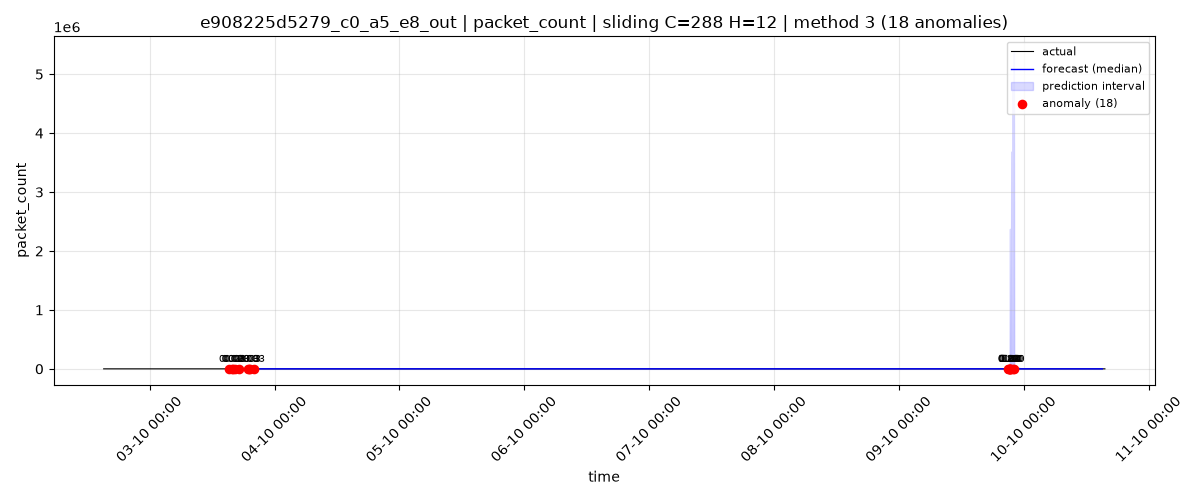 e908225d5279_c0_a5_e8_out | packet_count | sliding C=288 H=12 | method 3 (18 anomalies)
1e6
actual
forecast (median)
prediction interval
anomaly (18)
5
4
3
2
1
0
packet_count
03-10 00:00
04-10 00:00
05-10 00:00
06-10 00:00
07-10 00:00
08-10 00:00
09-10 00:00
10-10 00:00
11-10 00:00
time